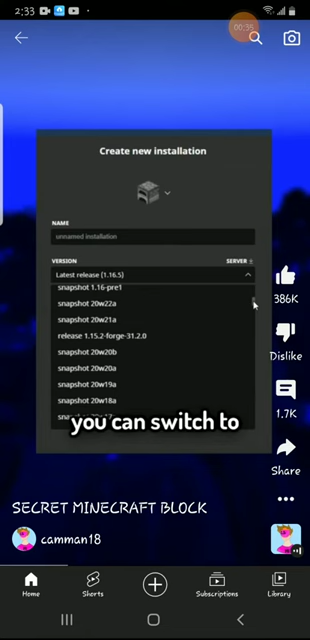 2:33
00:35
Create new installation
NAME
unnamed installation
VERSION
SERVER
Latest release (1.16.5)
snapshot 1.16-pre1
snapshot 20w22a
snapshot 20w21a
release 1.15.2-forge-31.2.0
snapshot 20w20b
snapshot 20w20a
snapshot 20w19a
snapshot 20w18a
you can switch to
386K
Dislike
1.7K
Share
SECRET MINECRAFT BLOCK
camman18
Home
Shorts
Subscriptions
Library